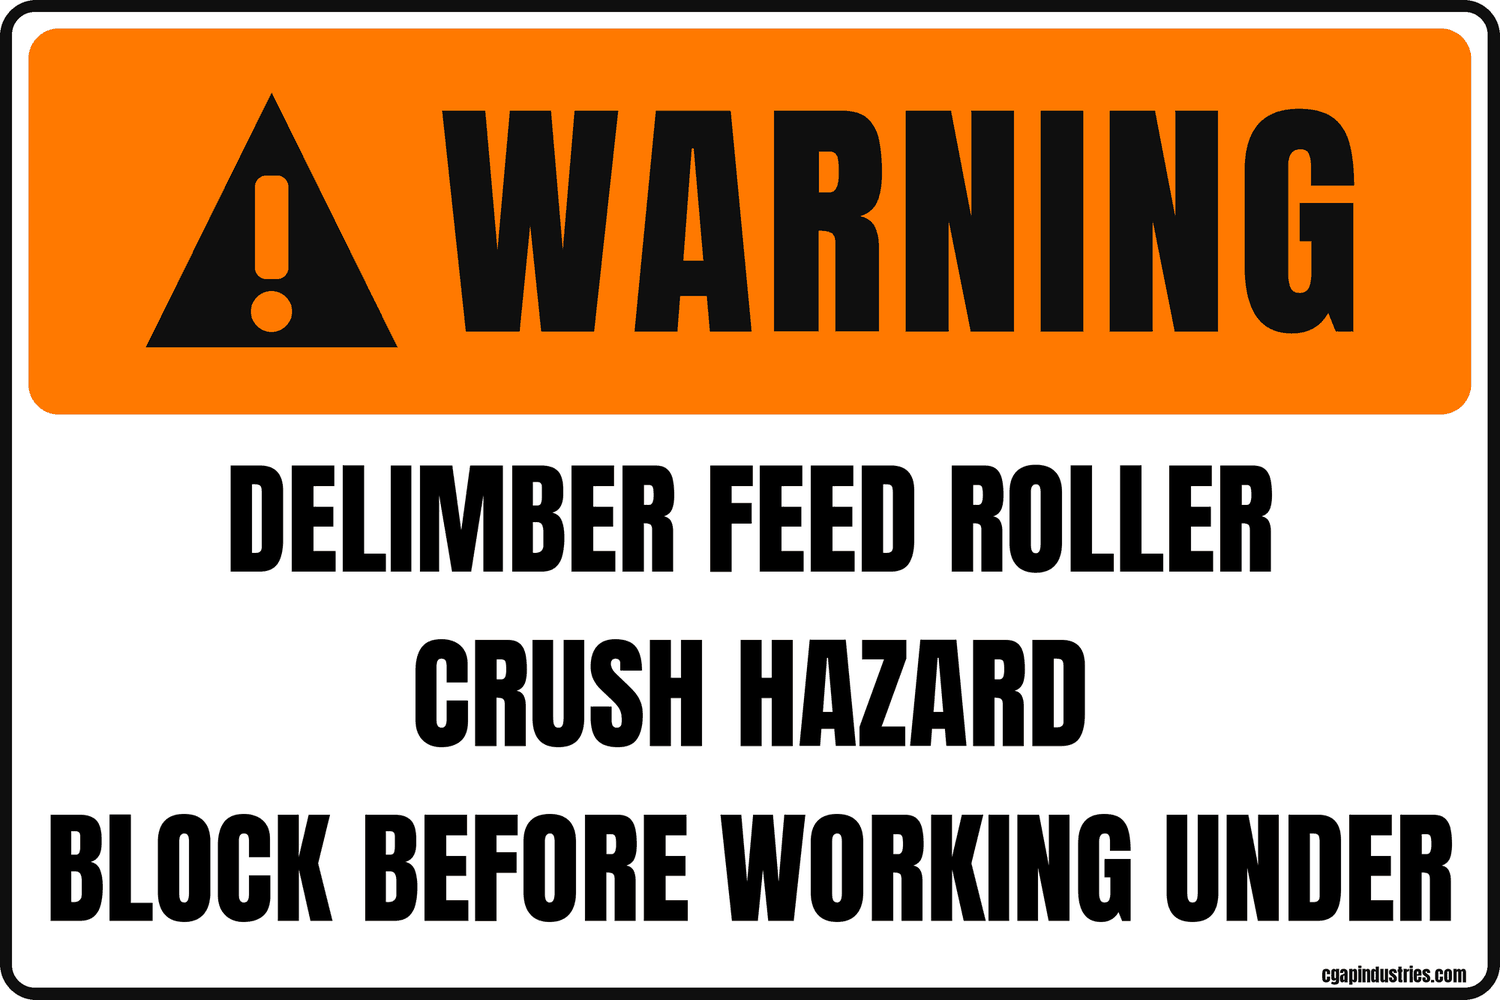 WARNING
DELIMBER FEED ROLLER
CRUSH HAZARD
BLOCK BEFORE WORKING UNDER
cgapindustries.com